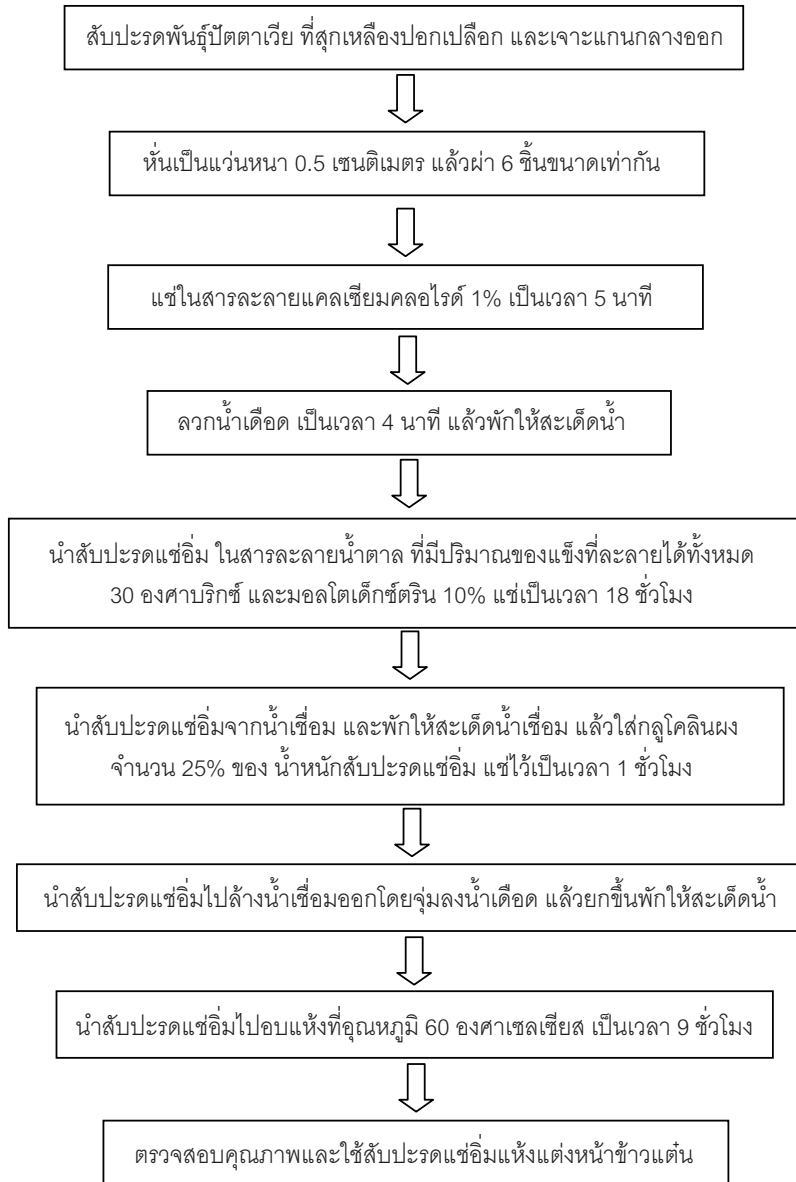 สับปะรดพันธุ์ปัตตาเวีย ที่สุกเหลืองปอกเปลือก และเจาะแกนกลางออก
หั่นเป็นแว่นหนา 0.5 เซนติเมตร แล้วผ่า 6 ชิ้นขนาดเท่ากัน
แช่ในสารละลายแคลเซียมคลอไรด์ 1% เป็นเวลา 5 นาที
ลวกน้ำเดือด เป็นเวลา 4 นาที แล้วพักให้สะเด็ดน้ำ
นำสับปะรดแช่อิ่ม ในสารละลายน้ำตาล ที่มีปริมาณของแข็งที่ละลายได้ทั้งหมด
30 องศาบริกซ์ และมอลโตเด็กซ์ตริน 10% แช่เป็นเวลา 18 ชั่วโมง
นำสับปะรดแช่อิ่มจากน้ำเชื่อม และพักให้สะเด็ดน้ำเชื่อม แล้วใส่กลูโคลินผง
จำนวน 25% ของ น้ำหนักสับปะรดแช่อิ่ม แช่ไว้เป็นเวลา 1 ชั่วโมง
นำสับปะรดแช่อิ่มไปล้างน้ำเชื่อมออกโดยจุ่มลงน้ำเดือด แล้วยกขึ้นพักให้สะเด็ดน้ำ
นำสับปะรดแช่อิ่มไปอบแห้งที่อุณหภูมิ 60 องศาเซลเซียส เป็นเวลา 9 ชั่วโมง
ตรวจสอบคุณภาพและใช้สับปะรดแช่อิ่มแห้งแต่งหน้าข้าวแต๋น